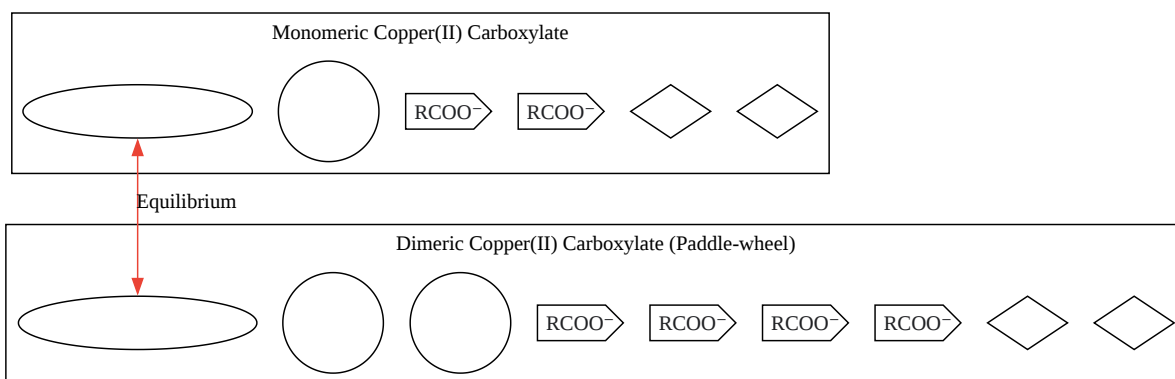 Monomeric Copper(II) Carboxylate
RCOO⁻ RCOO⁻
Equilibrium
Dimeric Copper(II) Carboxylate (Paddle-wheel)
RCOO⁻ RCOO⁻ RCOO⁻ RCOO⁻